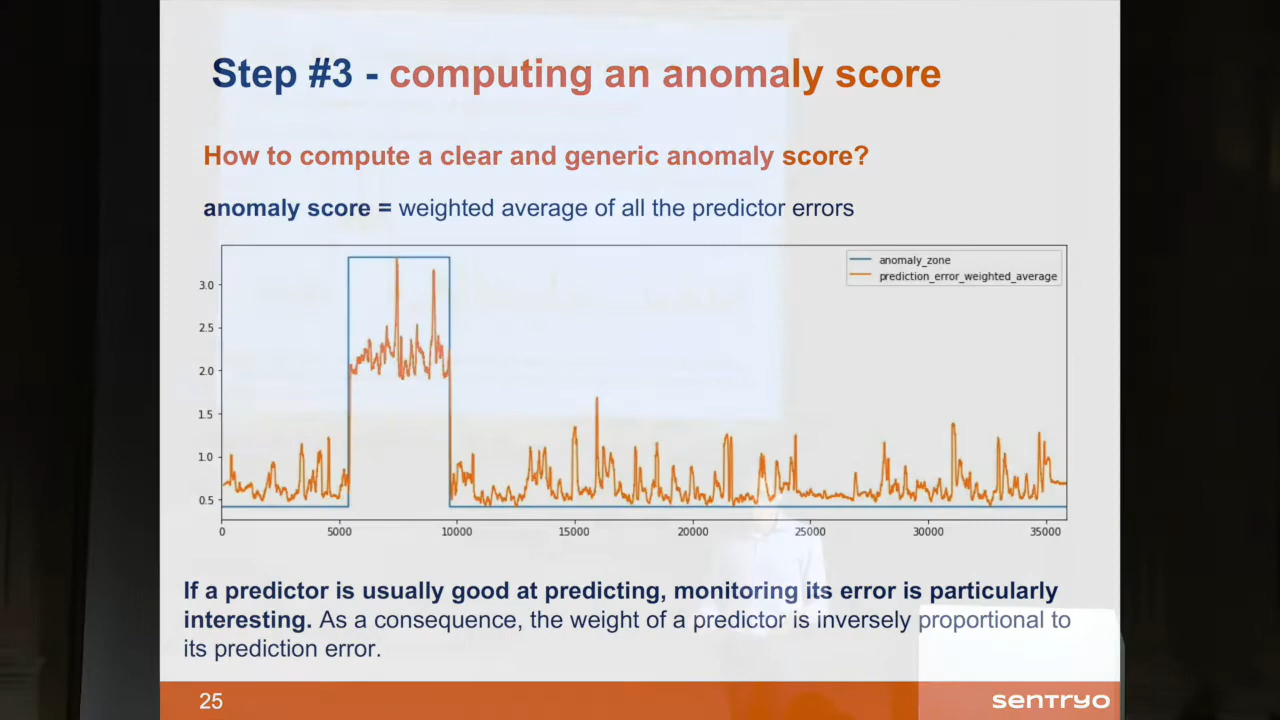 Step #3 - computing an anomaly score
How to compute a clear and generic anomaly score?
anomaly score = weighted average of all the predictor errors
anomaly_zone
prediction_error_weighted_average
3.0
2.5
2.0
1.5
1.0
0.5
0 5000 10000 15000 20000 25000 30000 35000
If a predictor is usually good at predicting, monitoring its error is particularly
interesting. As a consequence, the weight of a predictor is inversely proportional to
its prediction error.
25 sentryo